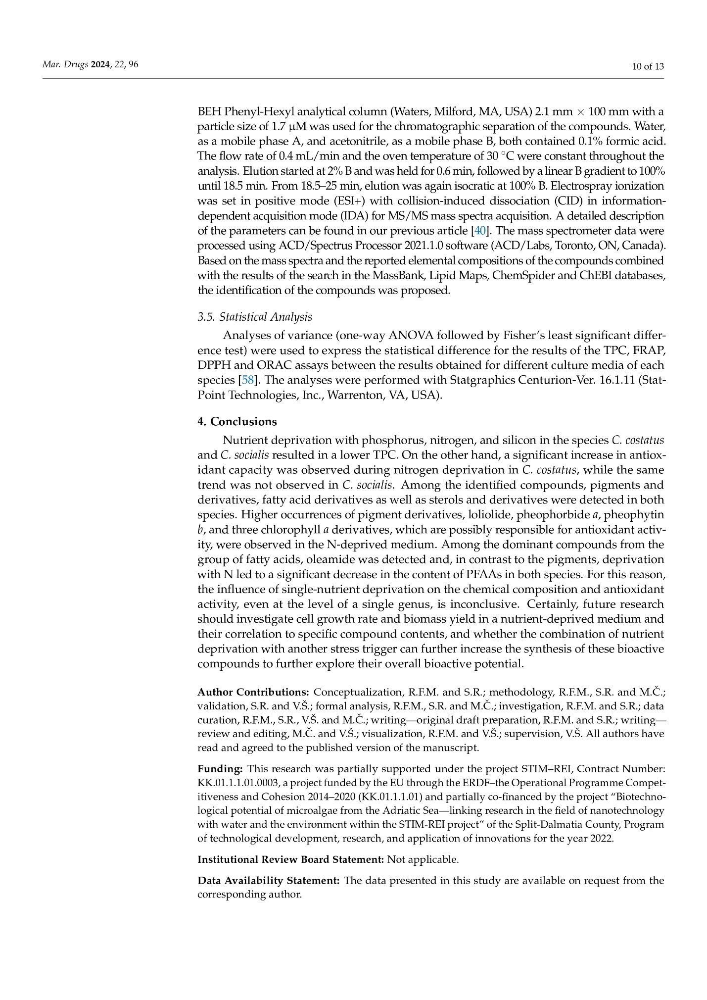 Mar. Drugs 2024, 22, 96
10 of 13
BEH Phenyl-Hexyl analytical column (Waters, Milford, MA, USA) 2.1 mm × 100 mm with a
particle size of 1.7 µM was used for the chromatographic separation of the compounds. Water,
as a mobile phase A, and acetonitrile, as a mobile phase B, both contained 0.1% formic acid.
The flow rate of 0.4 mL/min and the oven temperature of 30 °C were constant throughout the
analysis. Elution started at 2% B and was held for 0.6 min, followed by a linear B gradient to 100%
until 18.5 min. From 18.5–25 min, elution was again isocratic at 100% B. Electrospray ionization
was set in positive mode (ESI+) with collision-induced dissociation (CID) in information-
dependent acquisition mode (IDA) for MS/MS mass spectra acquisition. A detailed description
of the parameters can be found in our previous article [40]. The mass spectrometer data were
processed using ACD/Spectrus Processor 2021.1.0 software (ACD/Labs, Toronto, ON, Canada).
Based on the mass spectra and the reported elemental compositions of the compounds combined
with the results of the search in the MassBank, Lipid Maps, ChemSpider and ChEBI databases,
the identification of the compounds was proposed.
3.5. Statistical Analysis
Analyses of variance (one-way ANOVA followed by Fisher's least significant differ-
ence test) were used to express the statistical difference for the results of the TPC, FRAP,
DPPH and ORAC assays between the results obtained for different culture media of each
species [58]. The analyses were performed with Statgraphics Centurion-Ver. 16.1.11 (Stat-
Point Technologies, Inc., Warrenton, VA, USA).
4. Conclusions
Nutrient deprivation with phosphorus, nitrogen, and silicon in the species C. costatus
and C. socialis resulted in a lower TPC. On the other hand, a significant increase in antiox-
idant capacity was observed during nitrogen deprivation in C. costatus, while the same
trend was not observed in C. socialis. Among the identified compounds, pigments and
derivatives, fatty acid derivatives as well as sterols and derivatives were detected in both
species. Higher occurrences of pigment derivatives, loliolide, pheophorbide a, pheophytin
b, and three chlorophyll a derivatives, which are possibly responsible for antioxidant activ-
ity, were observed in the N-deprived medium. Among the dominant compounds from the
group of fatty acids, oleamide was detected and, in contrast to the pigments, deprivation
with N led to a significant decrease in the content of PFAAs in both species. For this reason,
the influence of single-nutrient deprivation on the chemical composition and antioxidant
activity, even at the level of a single genus, is inconclusive. Certainly, future research
should investigate cell growth rate and biomass yield in a nutrient-deprived medium and
their correlation to specific compound contents, and whether the combination of nutrient
deprivation with another stress trigger can further increase the synthesis of these bioactive
compounds to further explore their overall bioactive potential.
Author Contributions: Conceptualization, R.F.M. and S.R.; methodology, R.F.M., S.R. and M.Č.;
validation, S.R. and V.Š.; formal analysis, R.F.M., S.R. and M.Č.; investigation, R.F.M. and S.R.; data
curation, R.F.M., S.R., V.Š. and M.Č.; writing—original draft preparation, R.F.M. and S.R.; writing—
review and editing, M.Č. and V.Š.; visualization, R.F.M. and V.Š.; supervision, V.Š. All authors have
read and agreed to the published version of the manuscript.
Funding: This research was partially supported under the project STIM–REI, Contract Number:
KK.01.1.1.01.0003, a project funded by the EU through the ERDF–the Operational Programme Compet-
itiveness and Cohesion 2014–2020 (KK.01.1.1.01) and partially co-financed by the project “Biotechno-
logical potential of microalgae from the Adriatic Sea—linking research in the field of nanotechnology
with water and the environment within the STIM-REI project” of the Split-Dalmatia County, Program
of technological development, research, and application of innovations for the year 2022.
Institutional Review Board Statement: Not applicable.
Data Availability Statement: The data presented in this study are available on request from the
corresponding author.